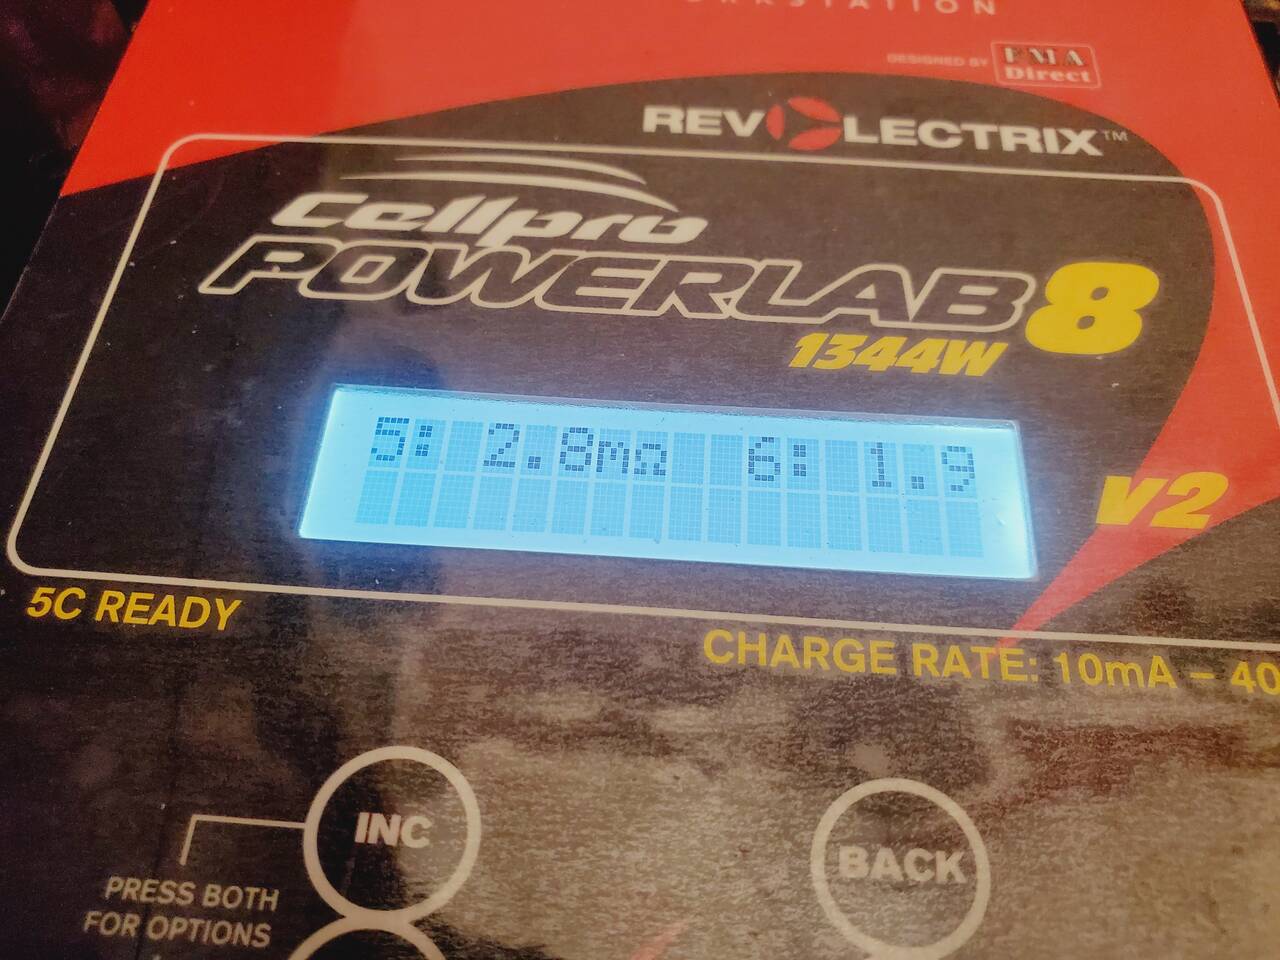 DESIGNED BY FMA
Direct
REVOLECTRIX™
Cellpro
POWERLAB 8
1344W
5: 2.8mΩ 6: 1.9
V2
5C READY
CHARGE RATE: 10mA – 40
INC
BACK
PRESS BOTH
FOR OPTIONS